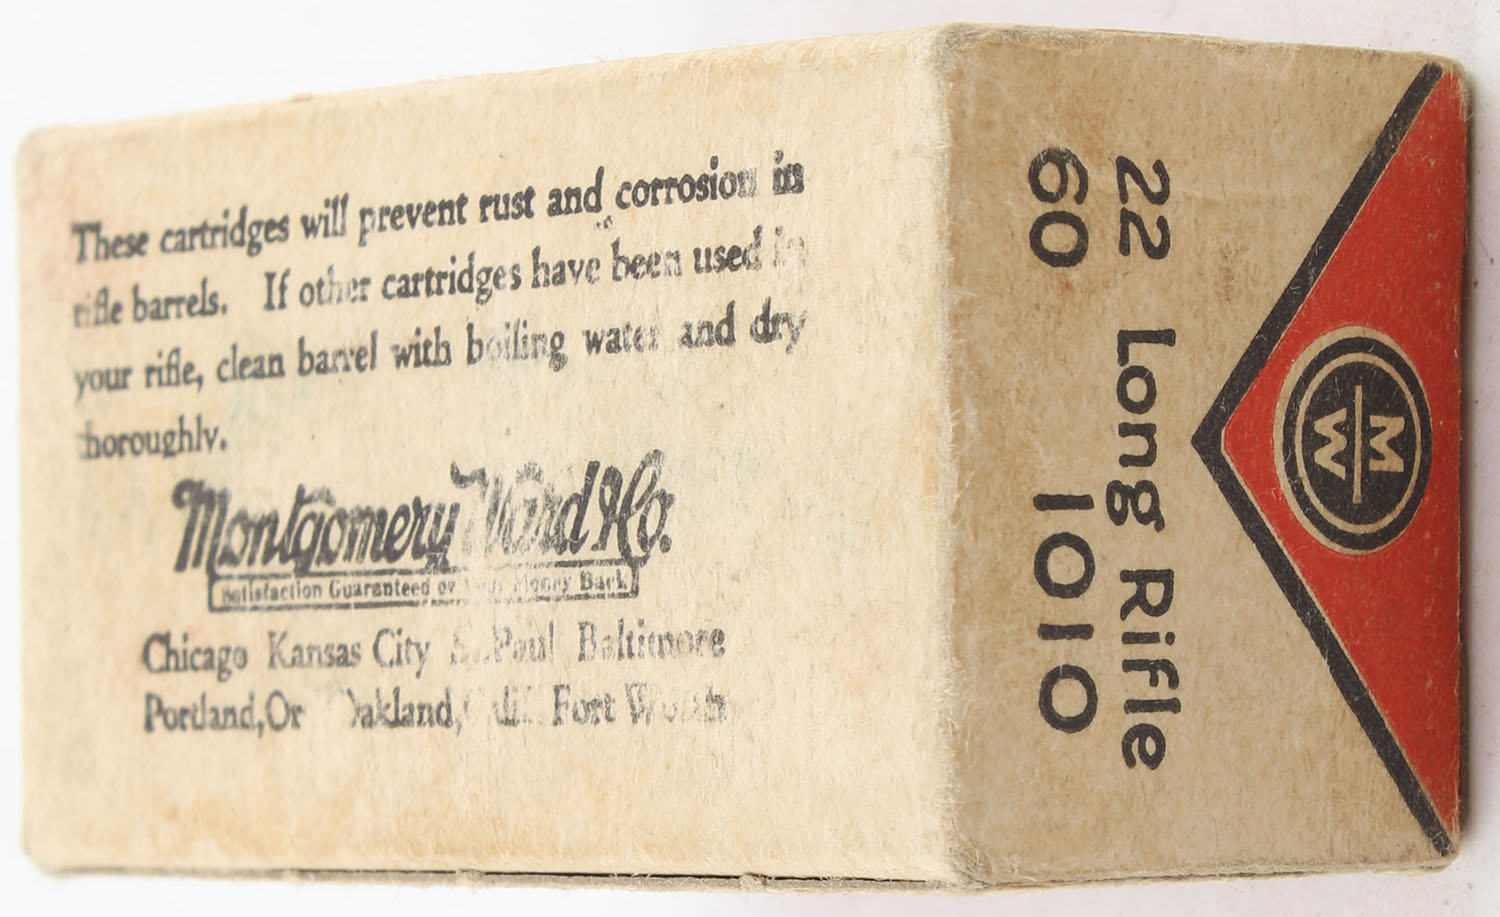 These cartridges will prevent rust and corrosion in
rifle barrels. If other cartridges have been used in
your rifle, clean barrel with boiling water and dry
thoroughly.
Montgomery Ward & Co.
Satisfaction Guaranteed or Your Money Back
Chicago Kansas City St. Paul Baltimore
Portland, Or Oakland, Calif. Fort Worth
22 Long Rifle
60 1010
M
W